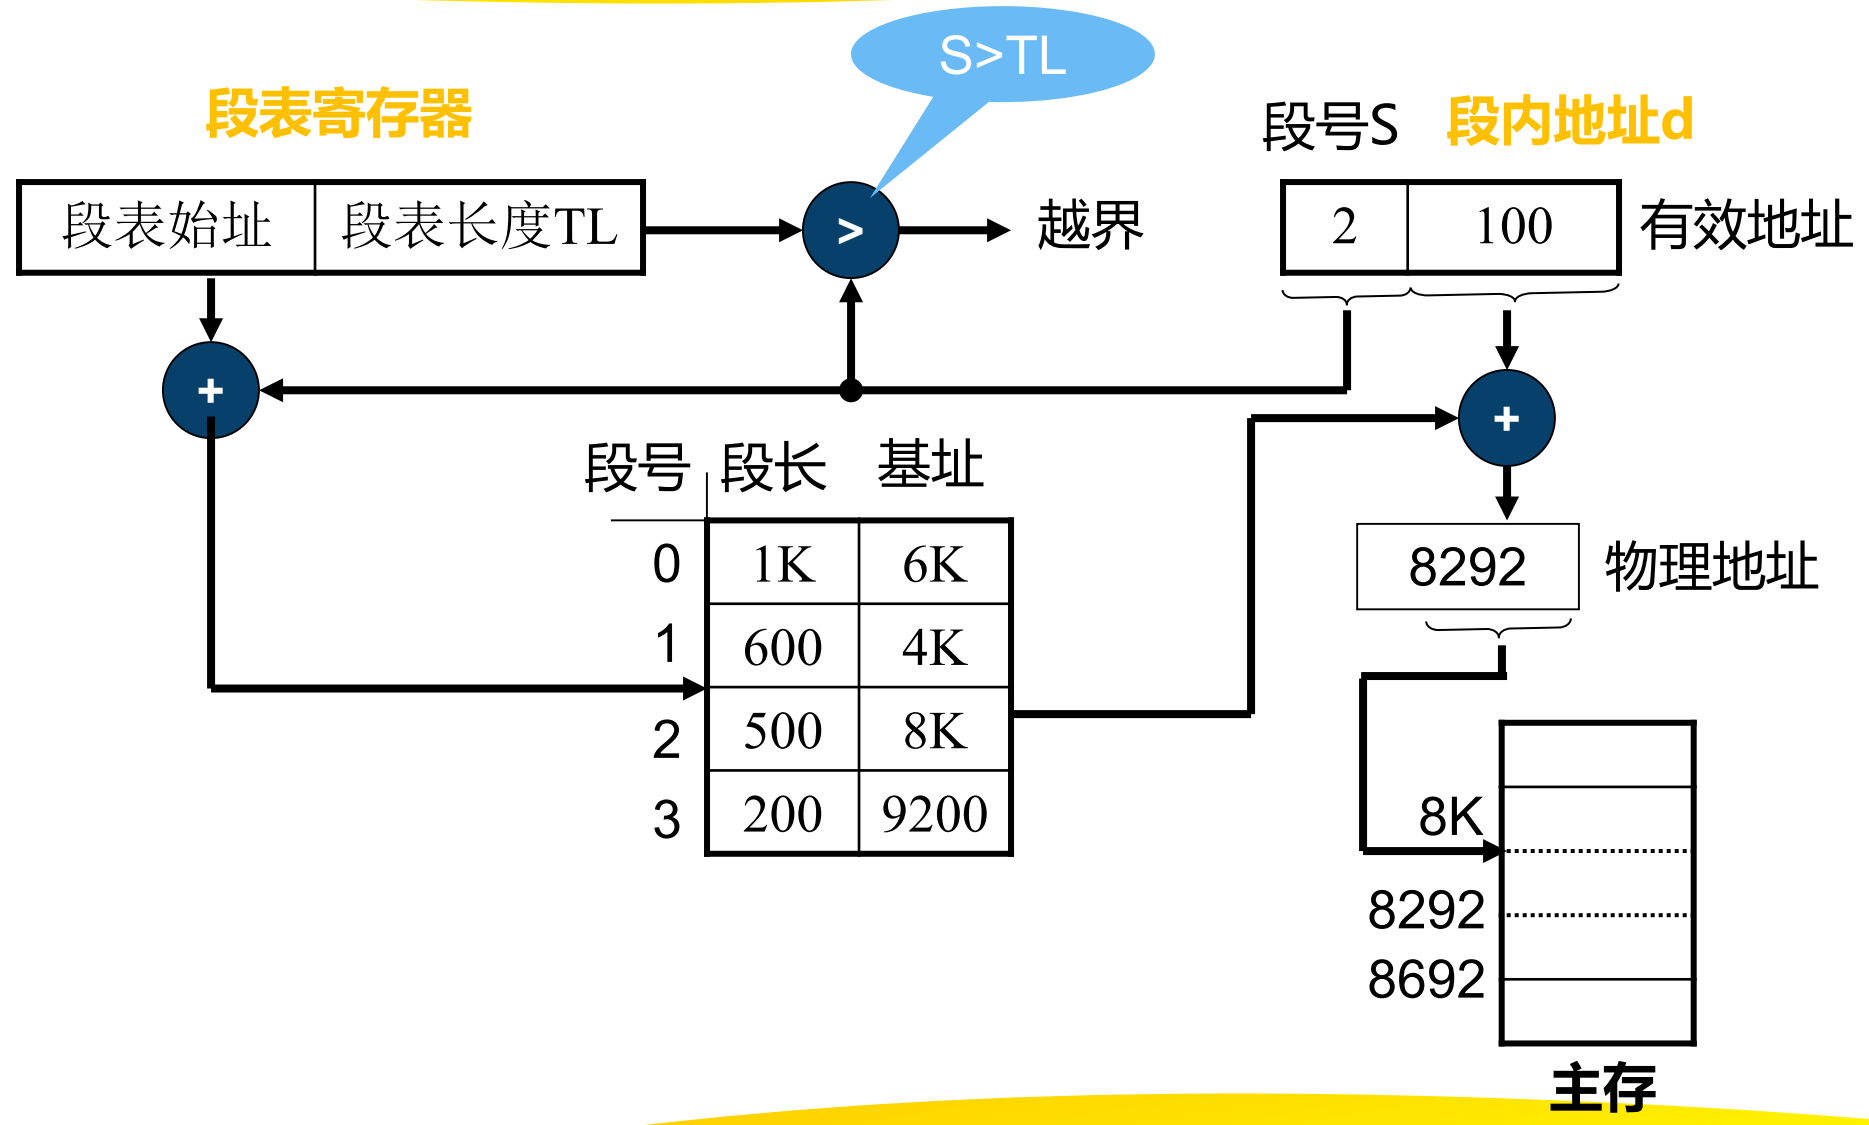 S>TL
段表寄存器
段号S 段内地址d
段表始址 段表长度TL
>
越界
2 100 有效地址
+
+
段号 段长 基址
0 1K 6K
1 600 4K
2 500 8K
3 200 9200
8292 物理地址
8K
8292
8692
主存